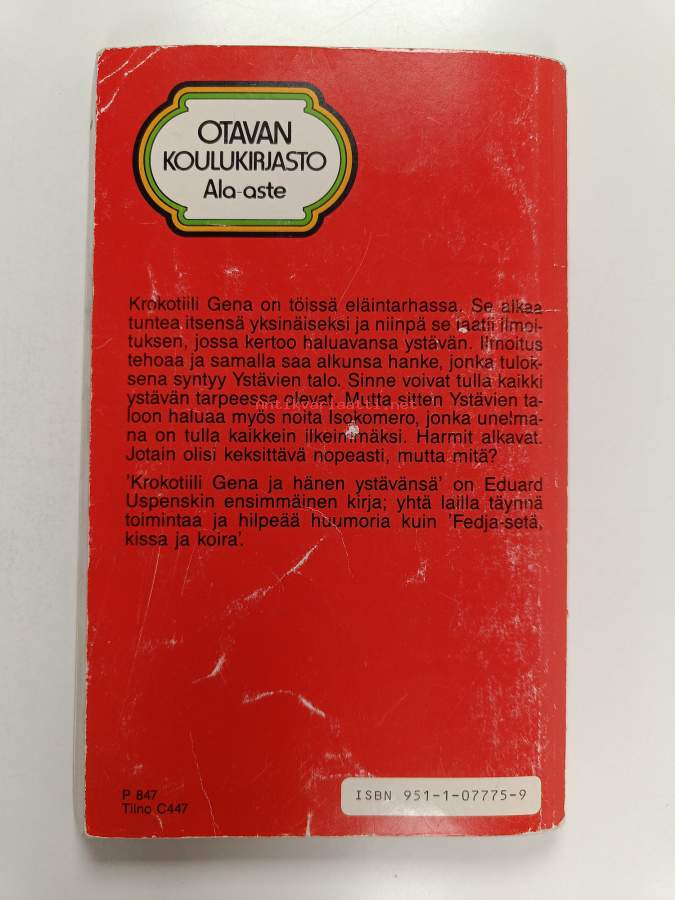 OTAVAN
KOULUKIRJASTO
Ala-aste
Krokotiili Gena on töissä eläintarhassa. Se alkaa
tuntea itsensä yksinäiseksi ja niinpä se laatii ilmoi-
tuksen, jossa kertoo haluavansa ystävän. Ilmoitus
tehoaa ja samalla saa alkunsa hanke, jonka tulok-
sena syntyy Ystävien talo. Sinne voivat tulla kaikki
ystävän tarpeessa olevat. Mutta sitten Ystävien ta-
antikvariaatti.net
loon haluaa myös noita Isokomero, jonka unelma-
na on tulla kaikkein ilkeimmäksi. Harmit alkavat.
Jotain olisi keksittävä nopeasti, mutta mitä?
'Krokotiili Gena ja hänen ystävänsä' on Eduard
Uspenskin ensimmäinen kirja; yhtä lailla täynnä
toimintaa ja hilpeää huumoria kuin 'Fedja-setä,
kissa ja koira'.
P 847
Tilno C447
ISBN 951-1-07775-9